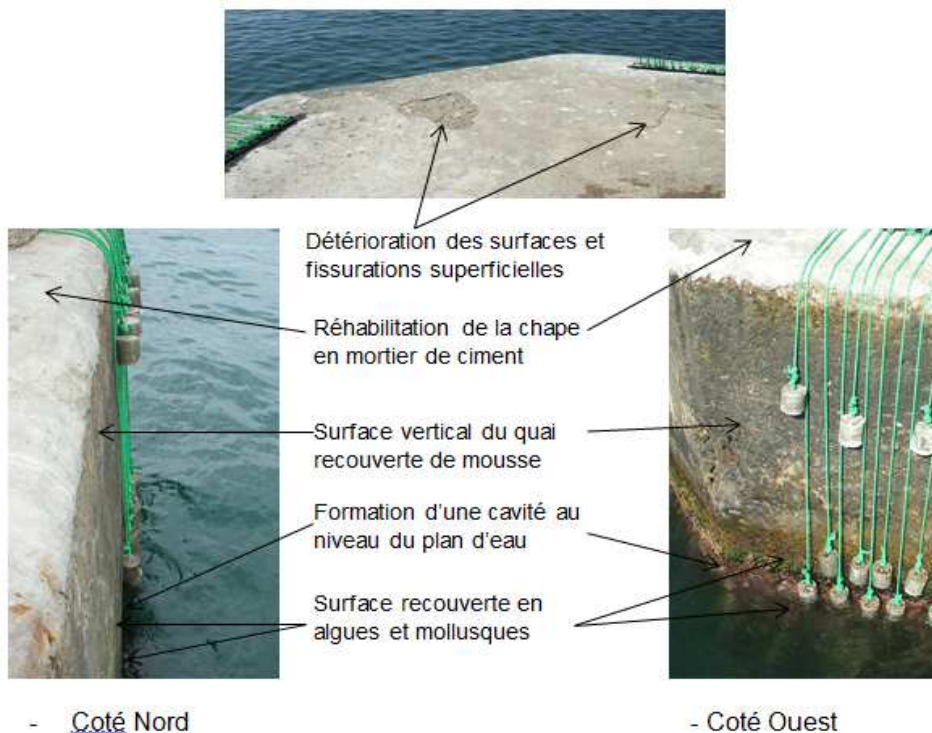 Détérioration des surfaces et
fissurations superficielles
Réhabilitation de la chape
en mortier de ciment
Surface vertical du quai
recouverte de mousse
Formation d'une cavité au
niveau du plan d'eau
Surface recouverte en
algues et mollusques
- Coté Nord
- Coté Ouest